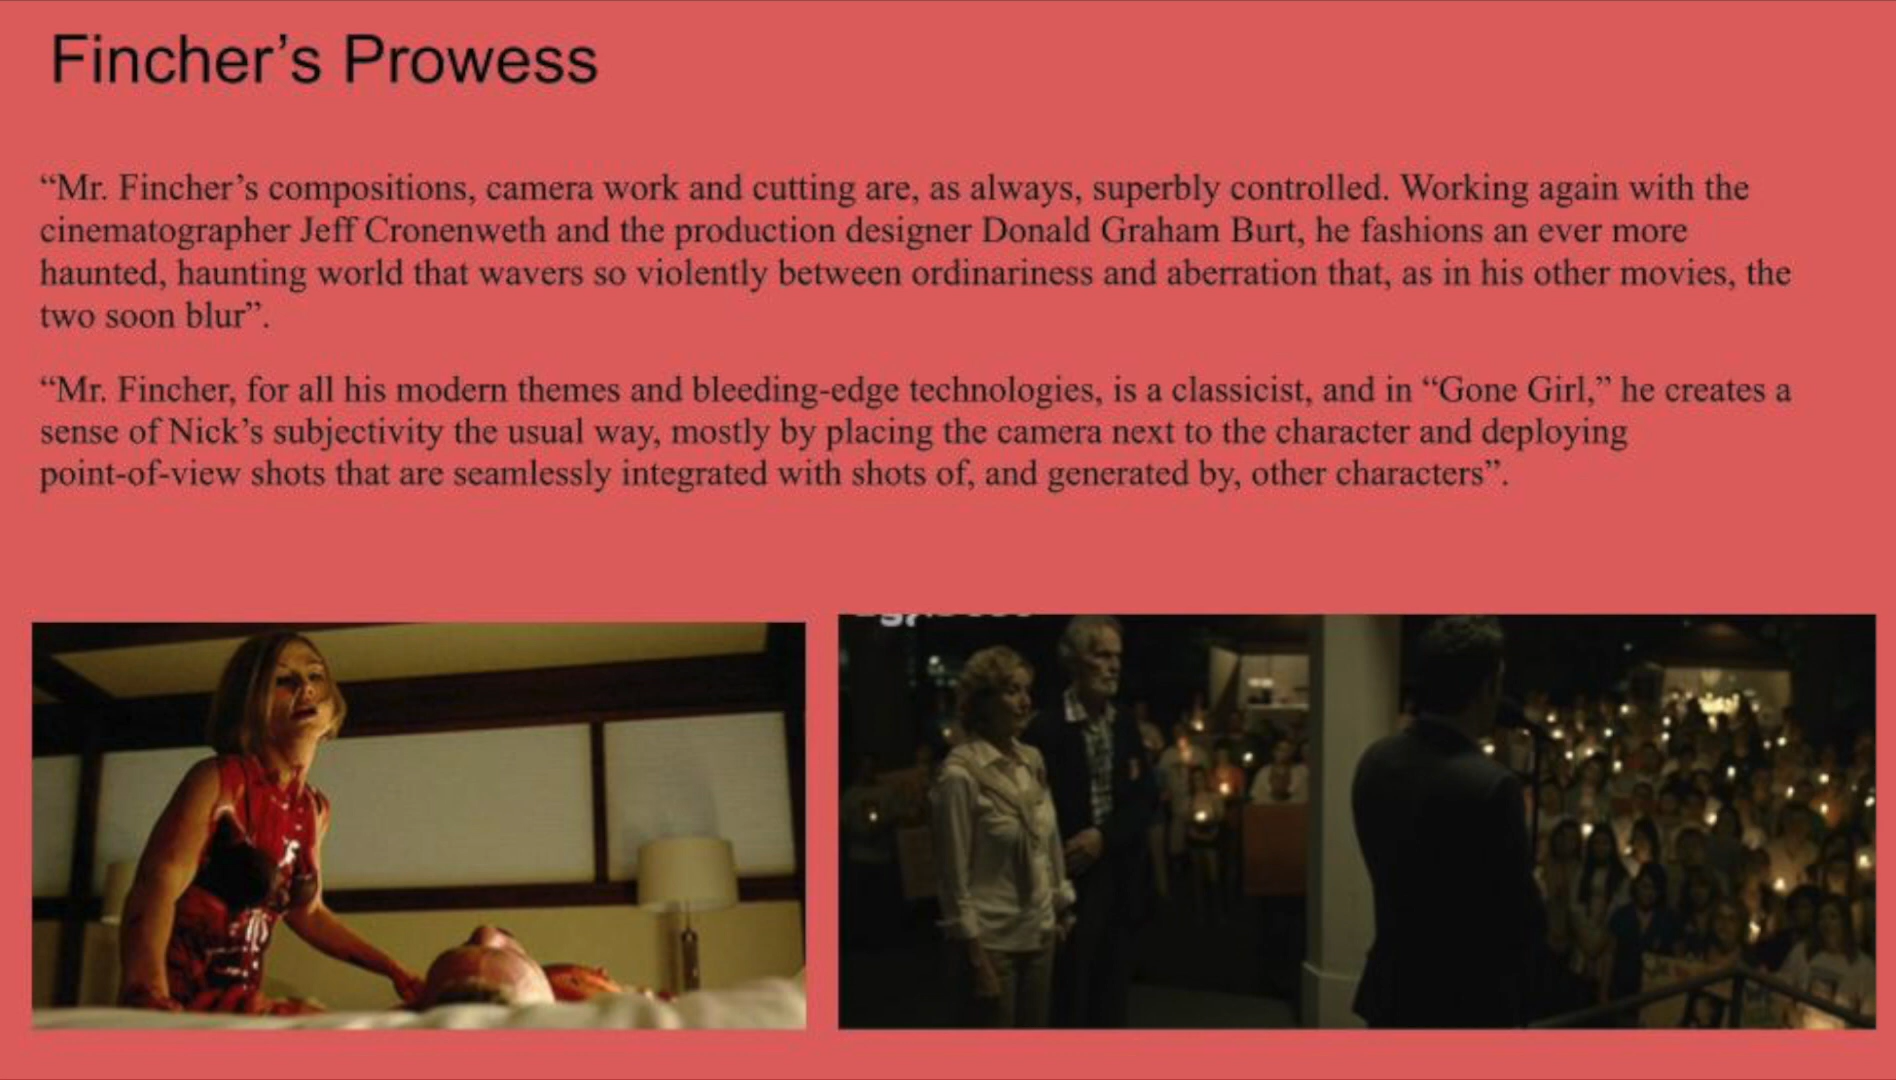 Fincher’s Prowess
“Mr. Fincher’s compositions, camera work and cutting are, as always, superbly controlled. Working again with the
cinematographer Jeff Cronenweth and the production designer Donald Graham Burt, he fashions an ever more
haunted, haunting world that wavers so violently between ordinariness and aberration that, as in his other movies, the
two soon blur”.
“Mr. Fincher, for all his modern themes and bleeding-edge technologies, is a classicist, and in “Gone Girl,” he creates a
sense of Nick’s subjectivity the usual way, mostly by placing the camera next to the character and deploying
point-of-view shots that are seamlessly integrated with shots of, and generated by, other characters”.